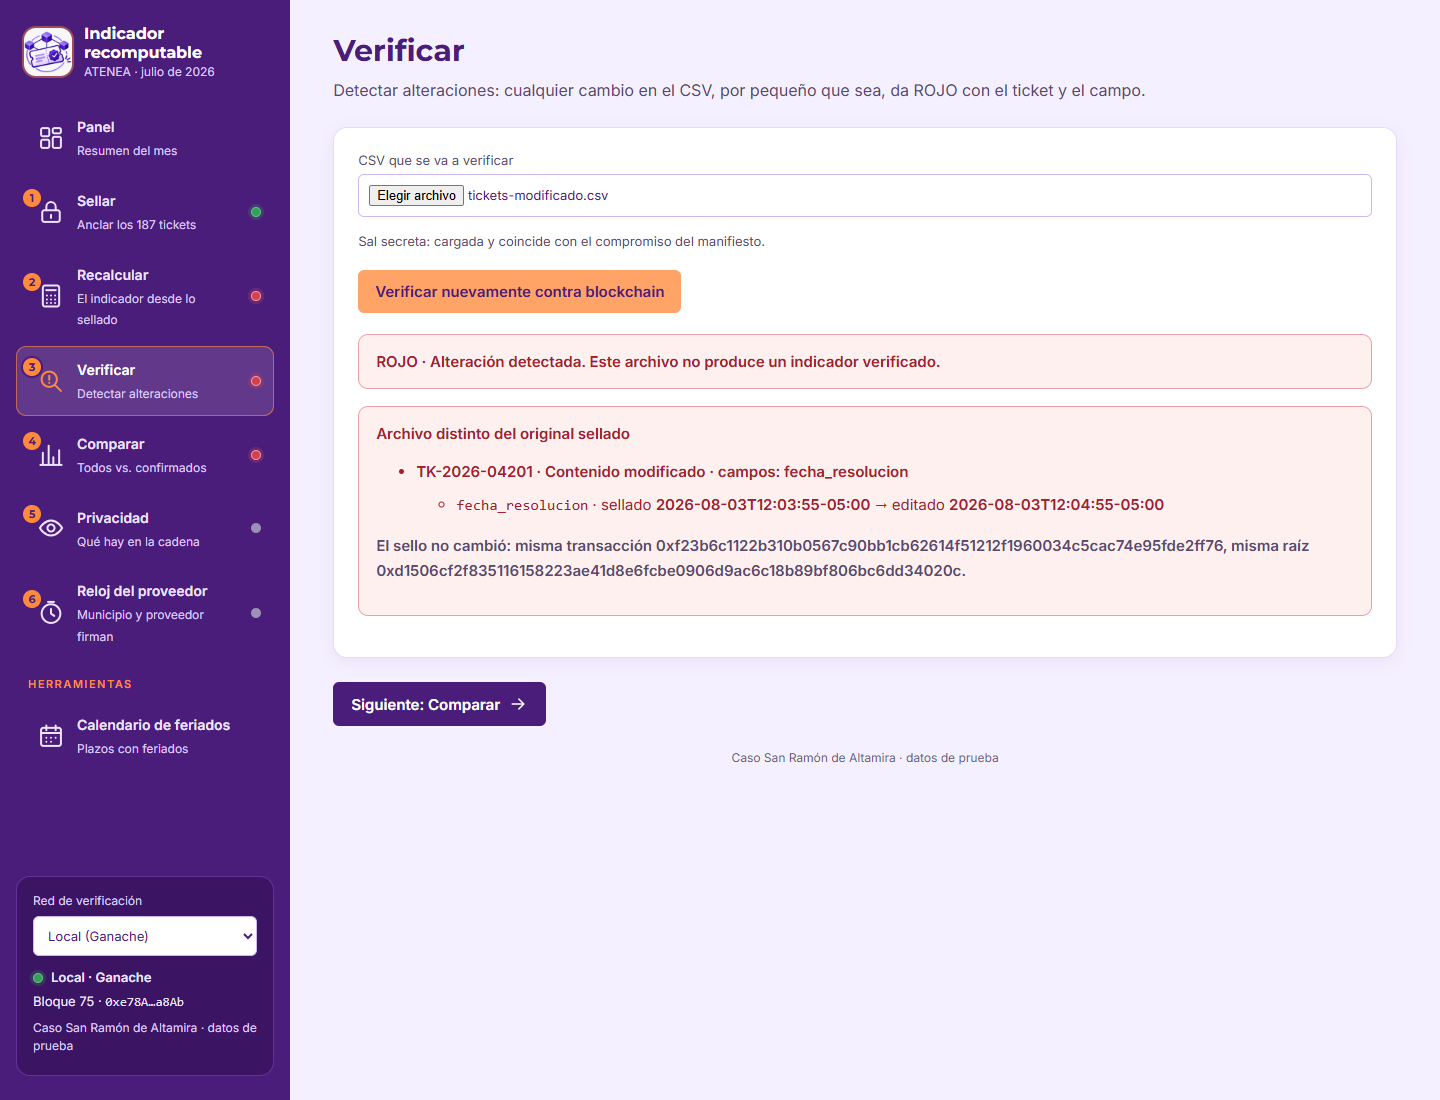 Indicador
recomputable
ATENEA · julio de 2026
Panel
Resumen del mes
1
Sellar
Anclar los 187 tickets
2
Recalcular
El indicador desde lo
sellado
3
Verificar
Detectar alteraciones
4
Comparar
Todos vs. confirmados
5
Privacidad
Qué hay en la cadena
6
Reloj del proveedor
Municipio y proveedor
firman
HERRAMIENTAS
Calendario de feriados
Plazos con feriados
Red de verificación
Local (Ganache)
Local · Ganache
Bloque 75 · 0xe78A…a8Ab
Caso San Ramón de Altamira · datos de
prueba
Verificar
Detectar alteraciones: cualquier cambio en el CSV, por pequeño que sea, da ROJO con el ticket y el campo.
CSV que se va a verificar
Elegir archivo tickets-modificado.csv
Sal secreta: cargada y coincide con el compromiso del manifiesto.
Verificar nuevamente contra blockchain
ROJO · Alteración detectada. Este archivo no produce un indicador verificado.
Archivo distinto del original sellado
• TK-2026-04201 · Contenido modificado · campos: fecha_resolucion
◦ fecha_resolucion · sellado 2026-08-03T12:03:55-05:00 → editado 2026-08-03T12:04:55-05:00
El sello no cambió: misma transacción 0xf23b6c1122b310b0567c90bb1cb62614f51212f1960034c5cac74e95fde2ff76, misma raíz
0xd1506cf2f835116158223ae41d8e6fcbe0906d9ac6c18b89bf806bc6dd34020c.
Siguiente: Comparar →
Caso San Ramón de Altamira · datos de prueba